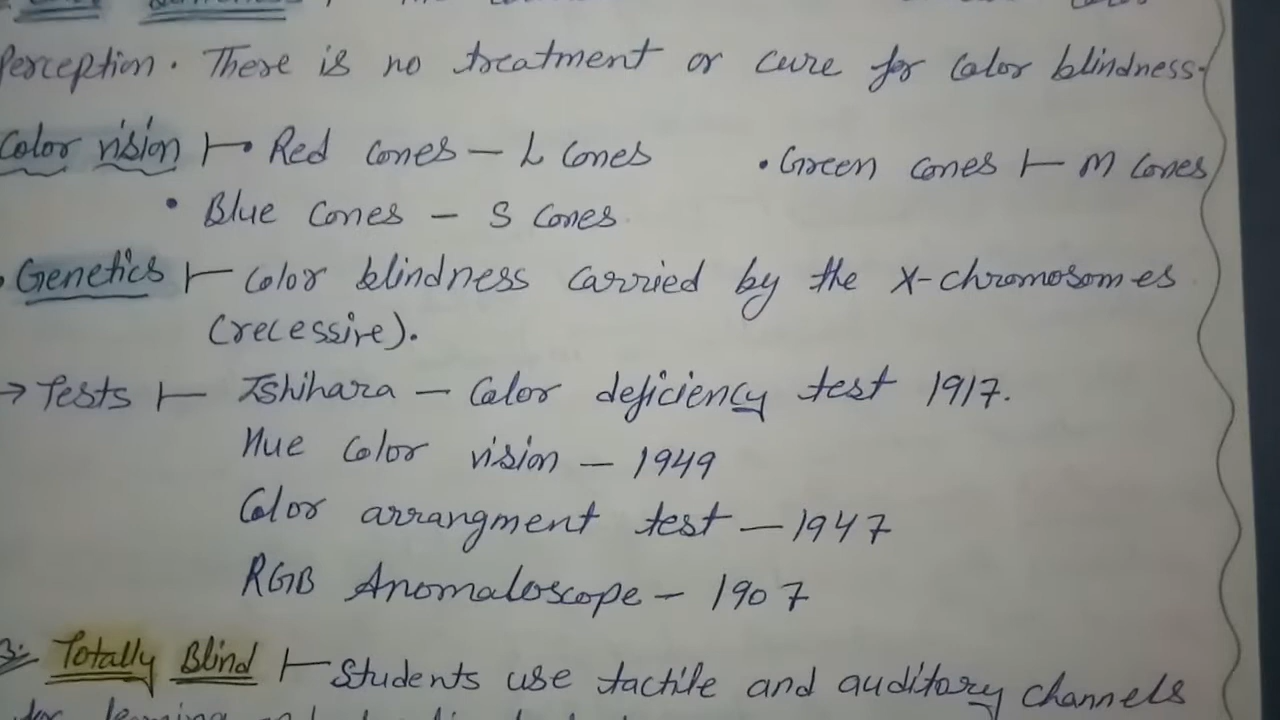 Perception. There is no treatment or cure for Color blindness.
Color vision ⊢ • Red Cones — L Cones • Green Cones ⊢ M Cones
• Blue Cones — S Cones
• Genetics ⊢ Color blindness carried by the X-chromosomes
(recessive).
→ Tests ⊢ Ishihara — Color deficiency test 1917.
Hue Color vision — 1949
Color arrangment test — 1947
RGB Anomaloscope — 1907
3. Totally Blind ⊢ Students use tactile and auditory channels
for learning